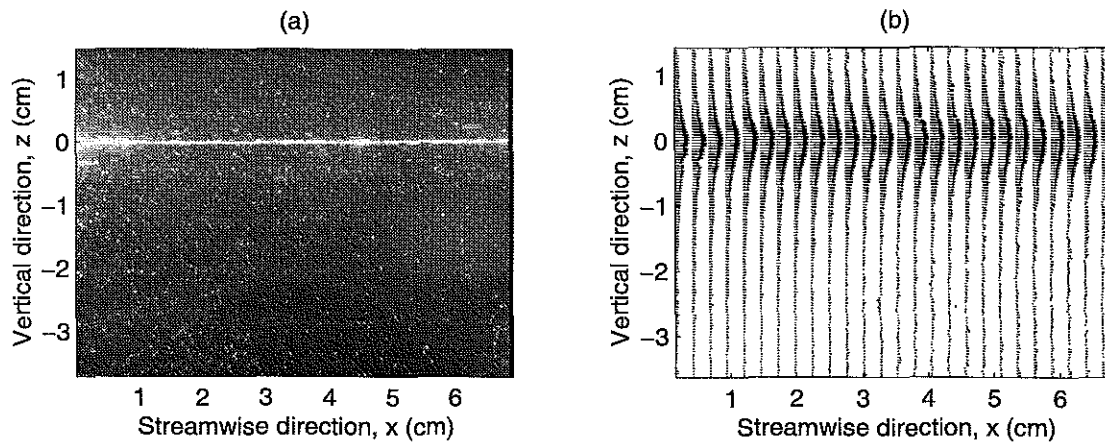 (a)
Vertical direction, z (cm)
1
0
−1
−2
−3
1 2 3 4 5 6
Streamwise direction, x (cm)
(b)
Vertical direction, z (cm)
1
0
−1
−2
−3
1 2 3 4 5 6
Streamwise direction, x (cm)